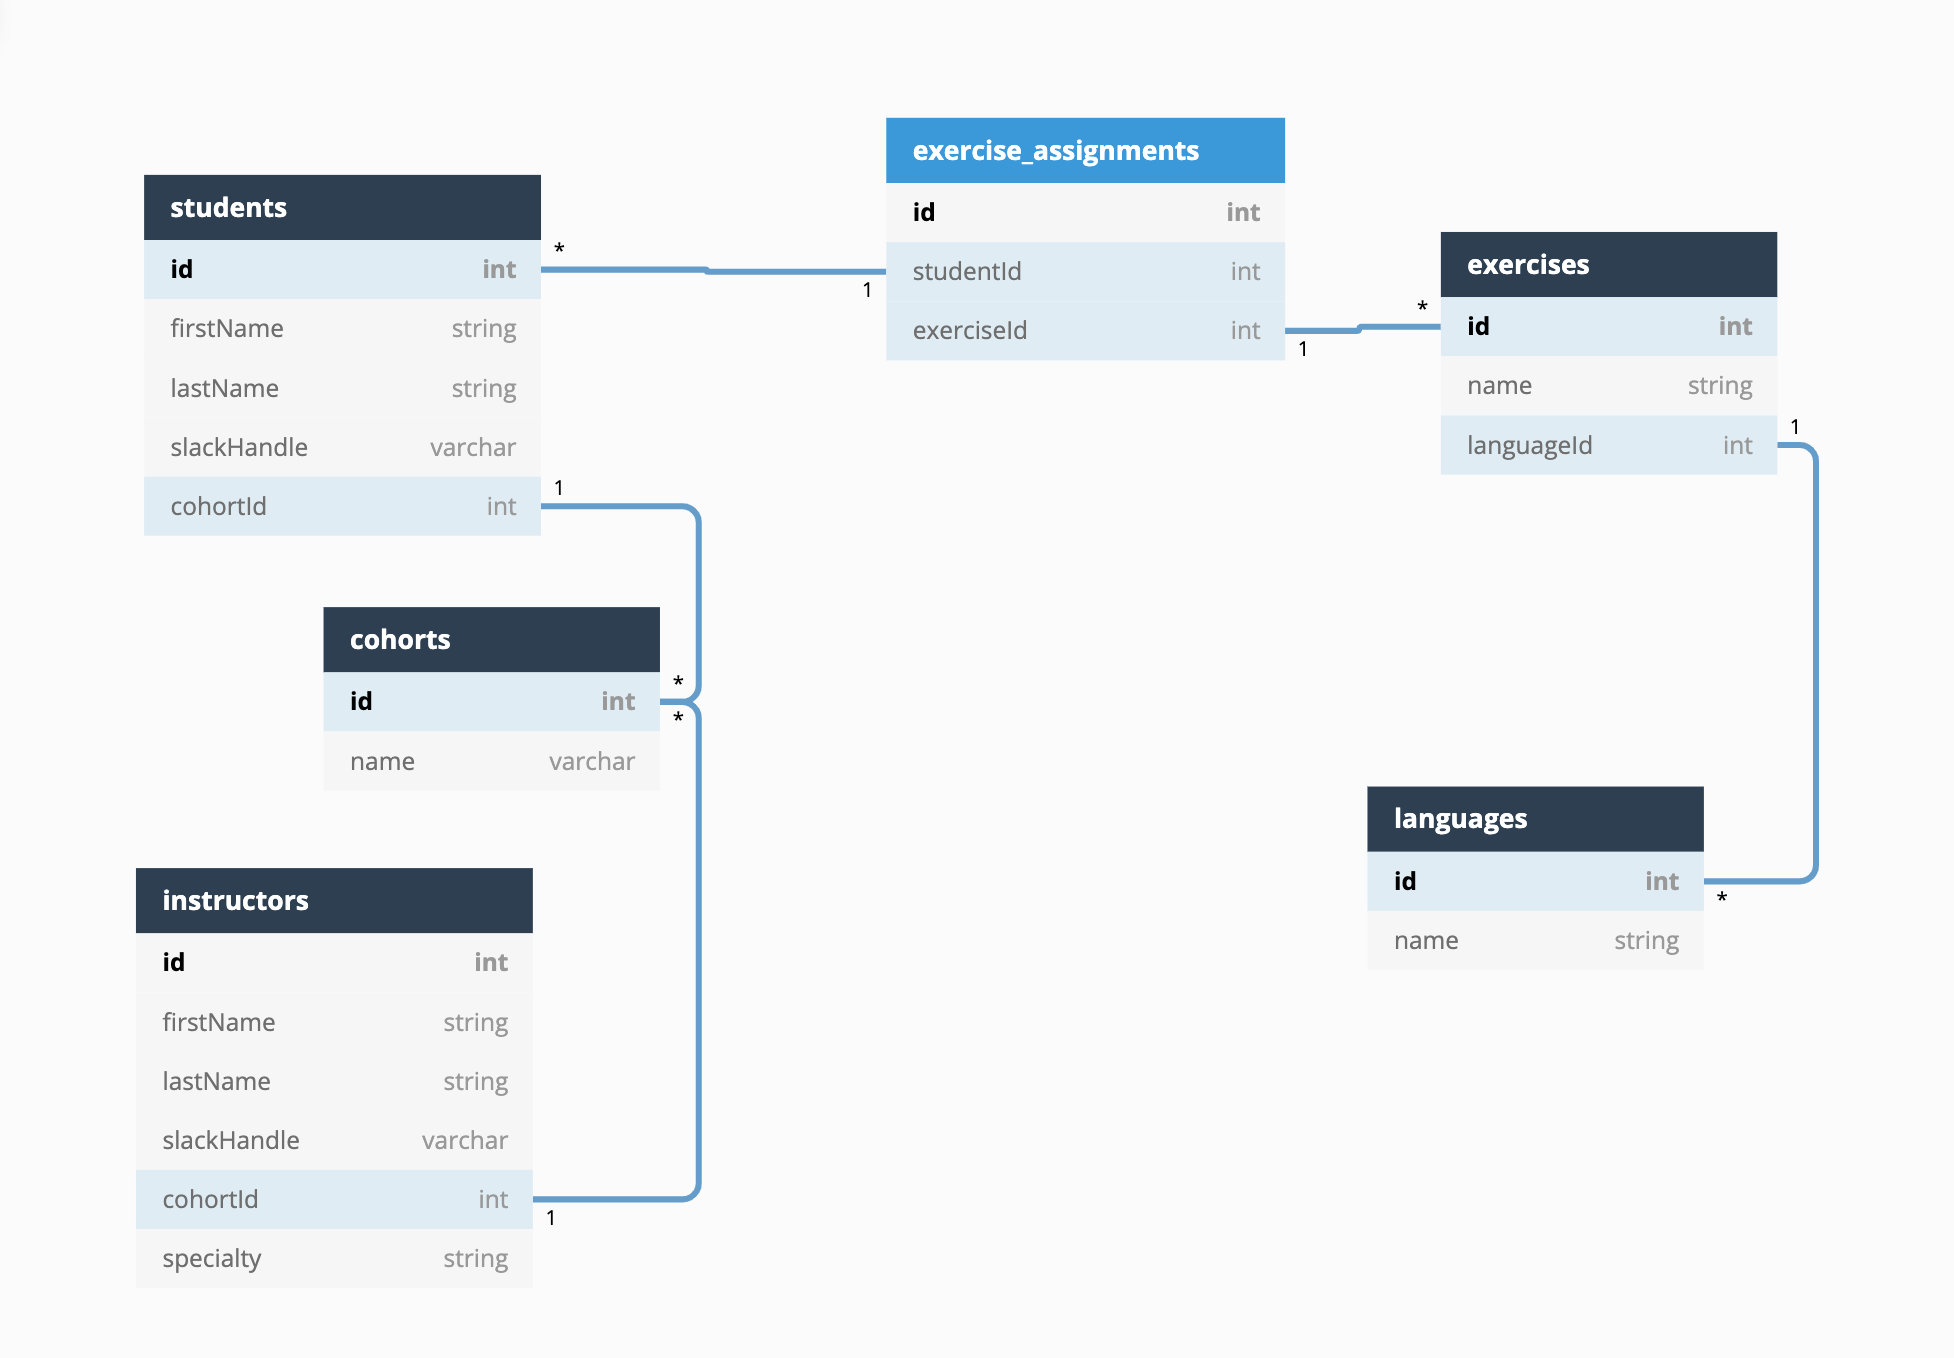 students
id int
firstName string
lastName string
slackHandle varchar
cohortId int
*
1
1
exercise_assignments
id int
studentId int
exerciseId int
*
1
exercises
id int
name string
languageId int
1
cohorts
id int
name varchar
*
*
languages
id int
name string
*
instructors
id int
firstName string
lastName string
slackHandle varchar
cohortId int
specialty string
1